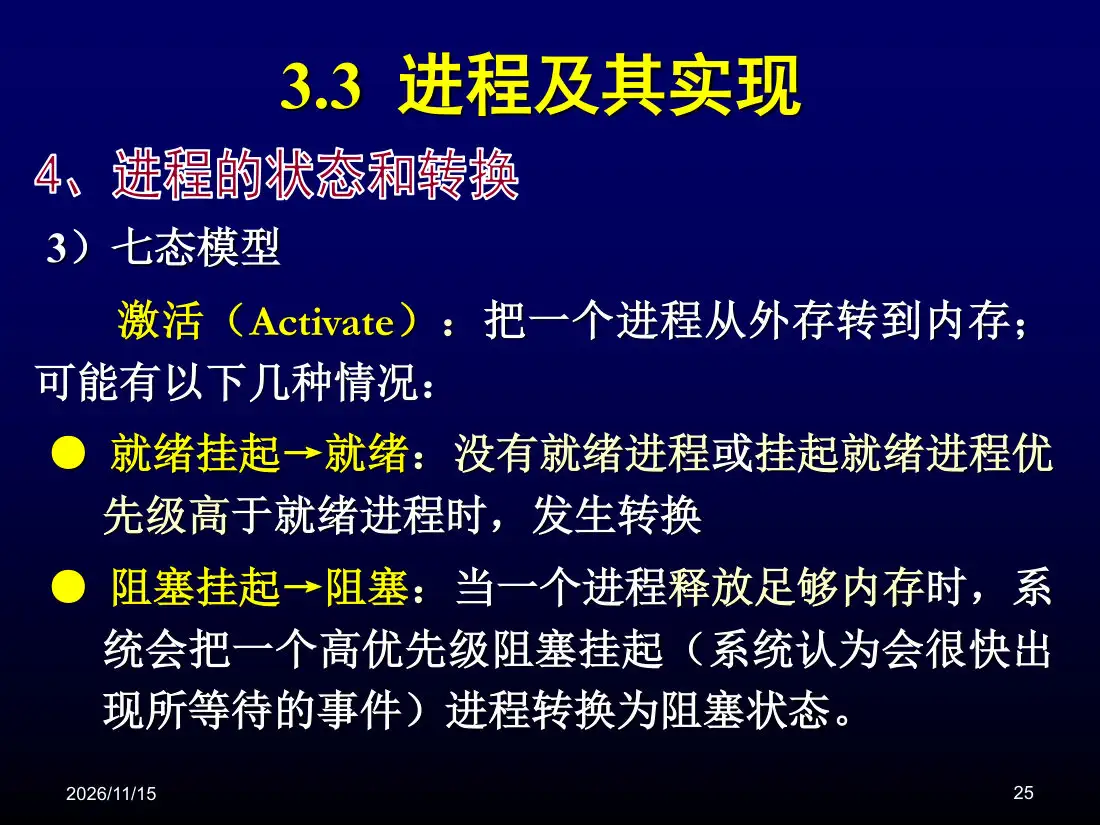 3.3 进程及其实现
4、进程的状态和转换
3）七态模型
激活（Activate）：把一个进程从外存转到内存；
可能有以下几种情况：
● 就绪挂起→就绪：没有就绪进程或挂起就绪进程优
先级高于就绪进程时，发生转换
● 阻塞挂起→阻塞：当一个进程释放足够内存时，系
统会把一个高优先级阻塞挂起（系统认为会很快出
现所等待的事件）进程转换为阻塞状态。
2026/11/15
25